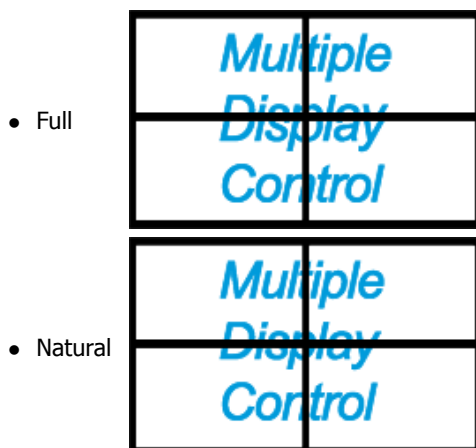 Multiple
Display
Control
• Full
Multiple
Display
Control
• Natural